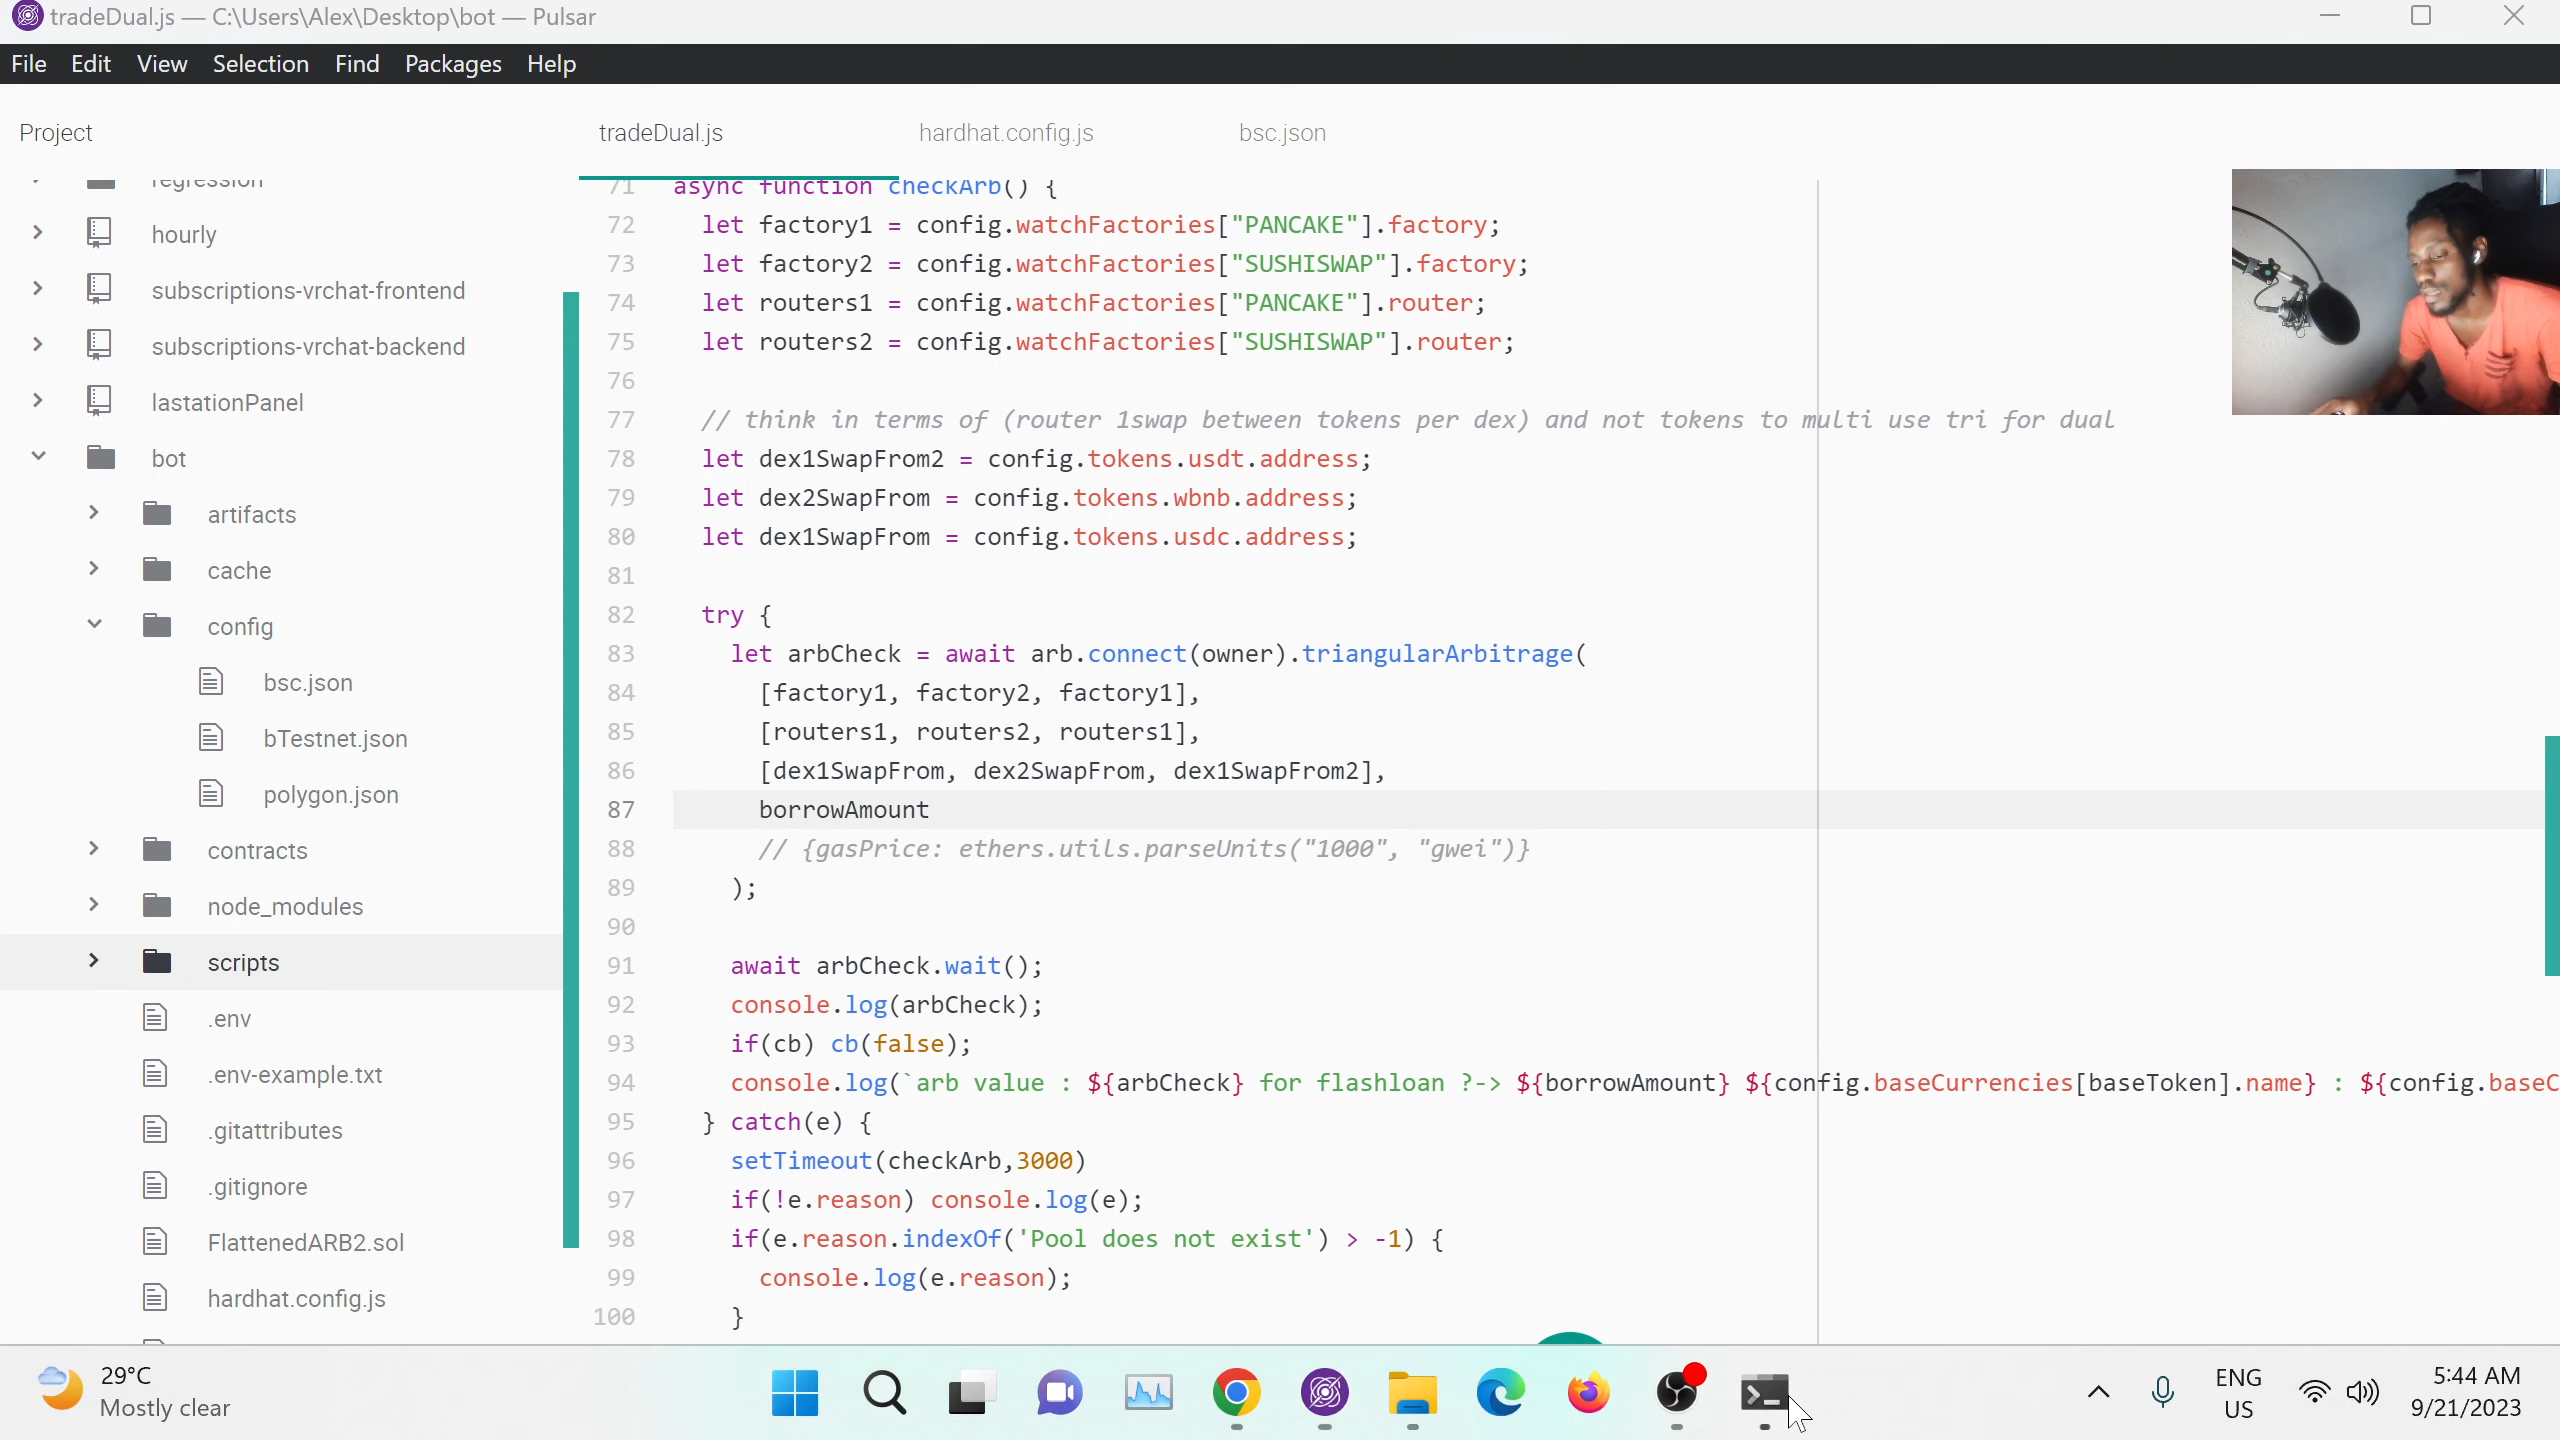 tradeDual.js — C:\Users\Alex\Desktop\bot — Pulsar
File Edit View Selection Find Packages Help
Project
tradeDual.js
hardhat.config.js
bsc.json
regression
hourly
subscriptions-vrchat-frontend
subscriptions-vrchat-backend
lastationPanel
bot
artifacts
cache
config
bsc.json
bTestnet.json
polygon.json
contracts
node_modules
scripts
.env
.env-example.txt
.gitattributes
.gitignore
FlattenedARB2.sol
hardhat.config.js
71 async function checkArb() {
72 let factory1 = config.watchFactories["PANCAKE"].factory;
73 let factory2 = config.watchFactories["SUSHISWAP"].factory;
74 let routers1 = config.watchFactories["PANCAKE"].router;
75 let routers2 = config.watchFactories["SUSHISWAP"].router;
76
77 // think in terms of (router 1swap between tokens per dex) and not tokens to multi use tri for dual
78 let dex1SwapFrom2 = config.tokens.usdt.address;
79 let dex2SwapFrom = config.tokens.wbnb.address;
80 let dex1SwapFrom = config.tokens.usdc.address;
81
82 try {
83 let arbCheck = await arb.connect(owner).triangularArbitrage(
84 [factory1, factory2, factory1],
85 [routers1, routers2, routers1],
86 [dex1SwapFrom, dex2SwapFrom, dex1SwapFrom2],
87 borrowAmount
88 // {gasPrice: ethers.utils.parseUnits("1000", "gwei")}
89 );
90
91 await arbCheck.wait();
92 console.log(arbCheck);
93 if(cb) cb(false);
94 console.log(`arb value : ${arbCheck} for flashloan ?-> ${borrowAmount} ${config.baseCurrencies[baseToken].name} : ${config.baseC
95 } catch(e) {
96 setTimeout(checkArb,3000)
97 if(!e.reason) console.log(e);
98 if(e.reason.indexOf('Pool does not exist') > -1) {
99 console.log(e.reason);
100 }
29°C
Mostly clear
ENG
US
5:44 AM
9/21/2023